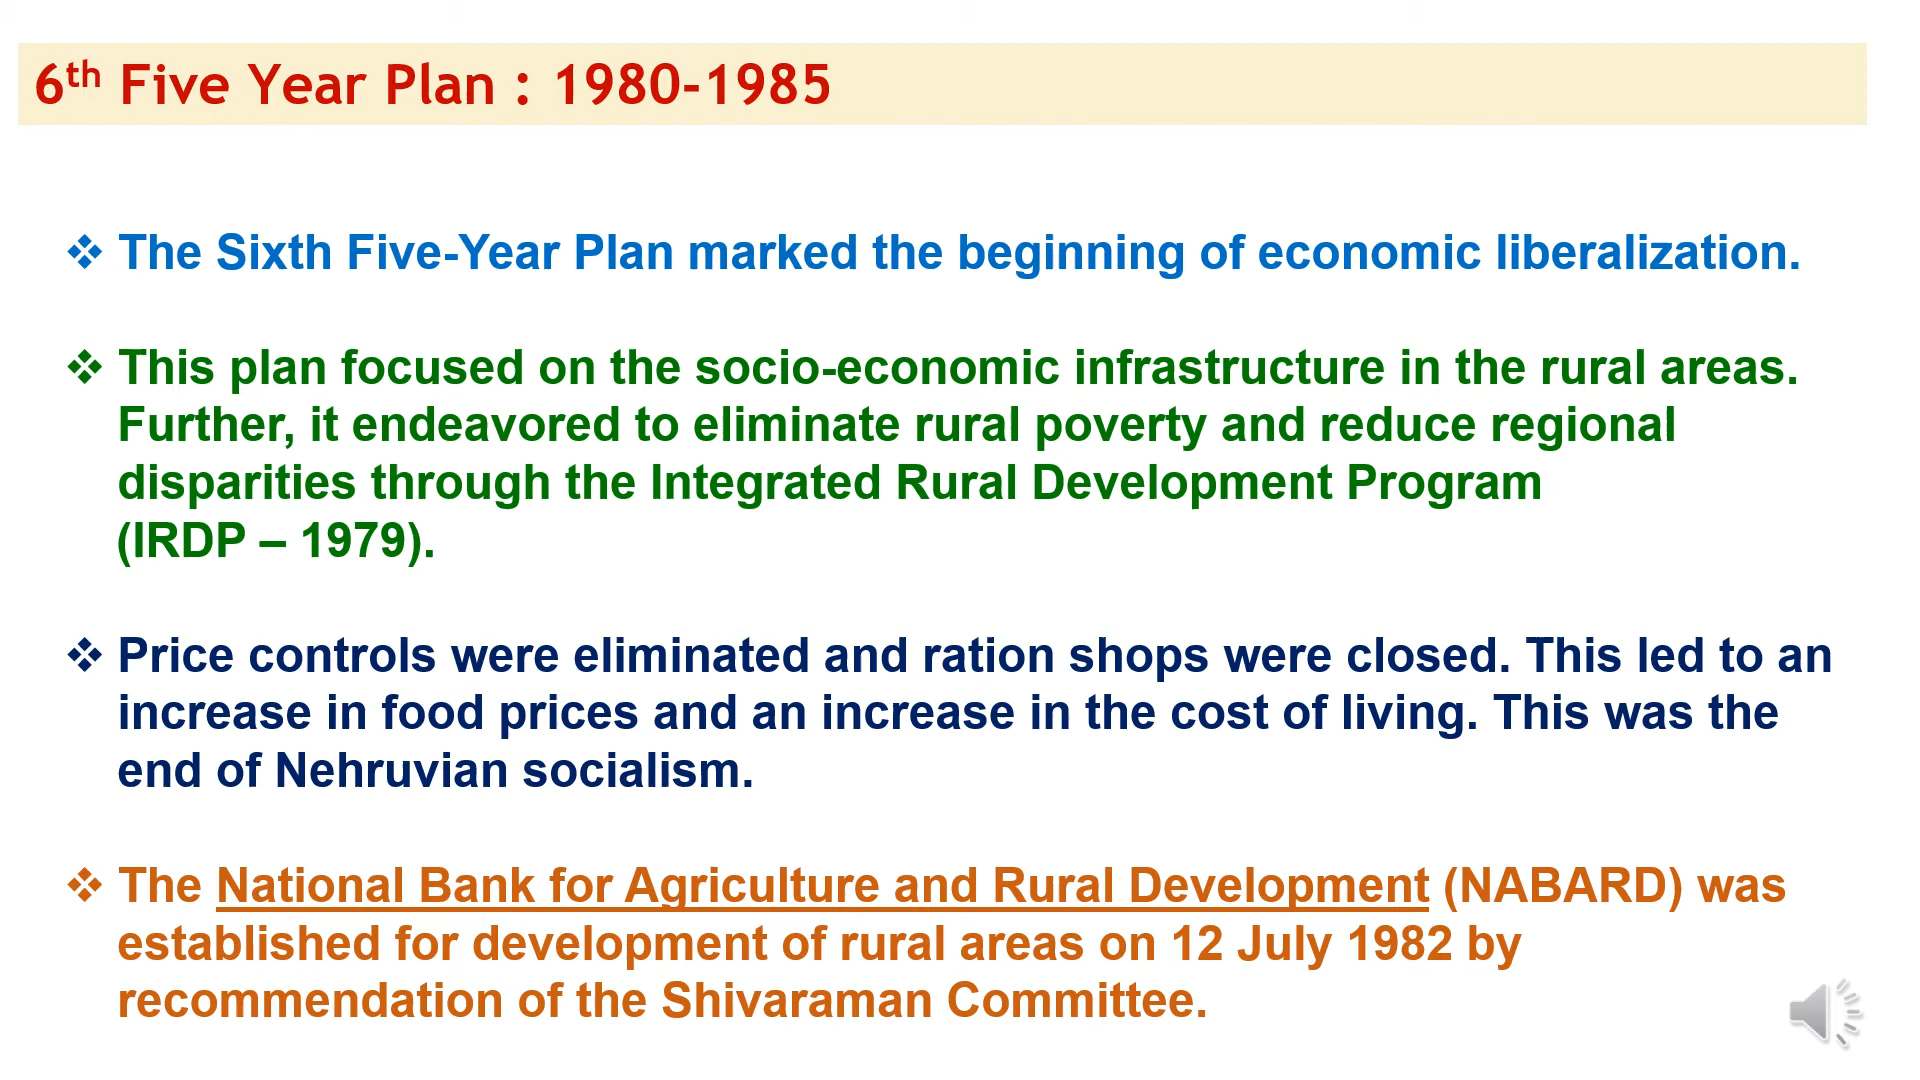 6th Five Year Plan : 1980-1985
❖ The Sixth Five-Year Plan marked the beginning of economic liberalization.
❖ This plan focused on the socio-economic infrastructure in the rural areas.
Further, it endeavored to eliminate rural poverty and reduce regional
disparities through the Integrated Rural Development Program
(IRDP – 1979).
❖ Price controls were eliminated and ration shops were closed. This led to an
increase in food prices and an increase in the cost of living. This was the
end of Nehruvian socialism.
❖ The National Bank for Agriculture and Rural Development (NABARD) was
established for development of rural areas on 12 July 1982 by
recommendation of the Shivaraman Committee.